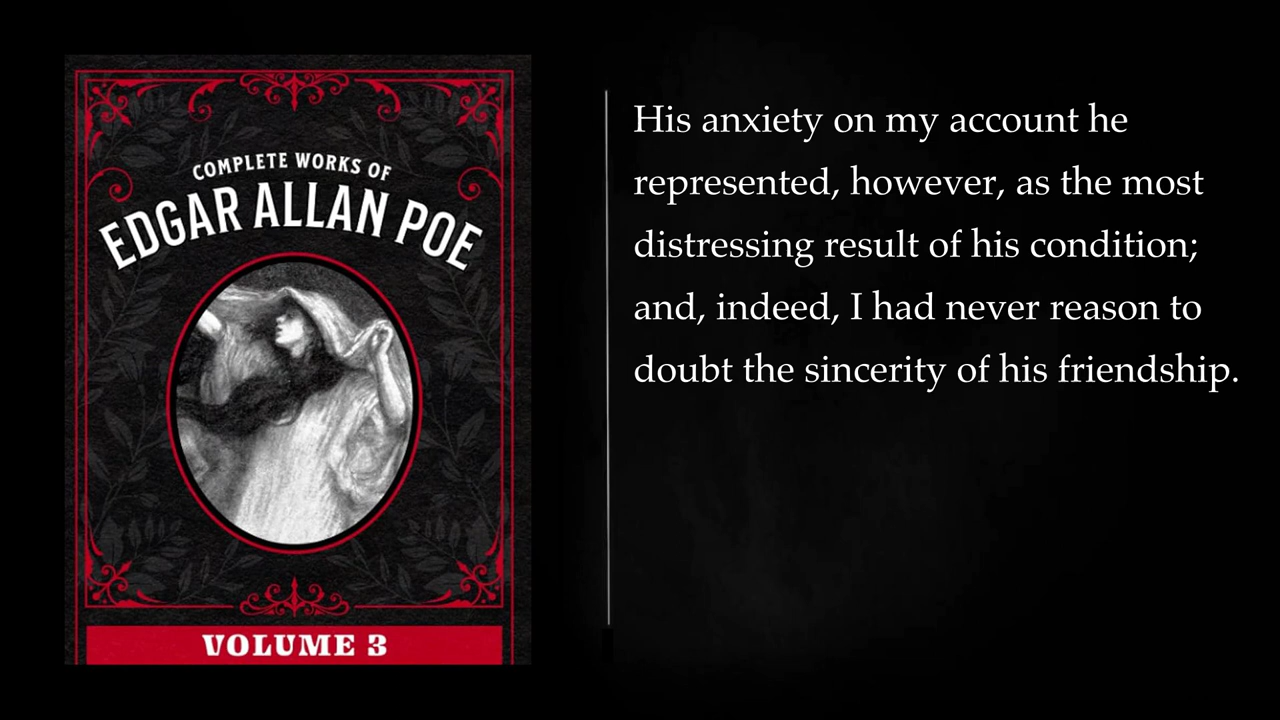 COMPLETE WORKS OF
EDGAR ALLAN POE
VOLUME 3
His anxiety on my account he
represented, however, as the most
distressing result of his condition;
and, indeed, I had never reason to
doubt the sincerity of his friendship.